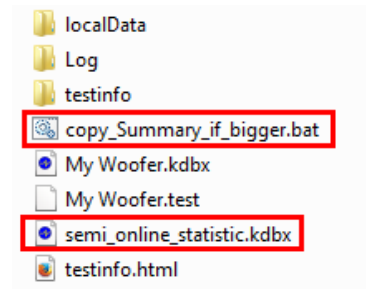 localData
Log
testinfo
copy_Summary_if_bigger.bat
My Woofer.kdbx
My Woofer.test
semi_online_statistic.kdbx
testinfo.html